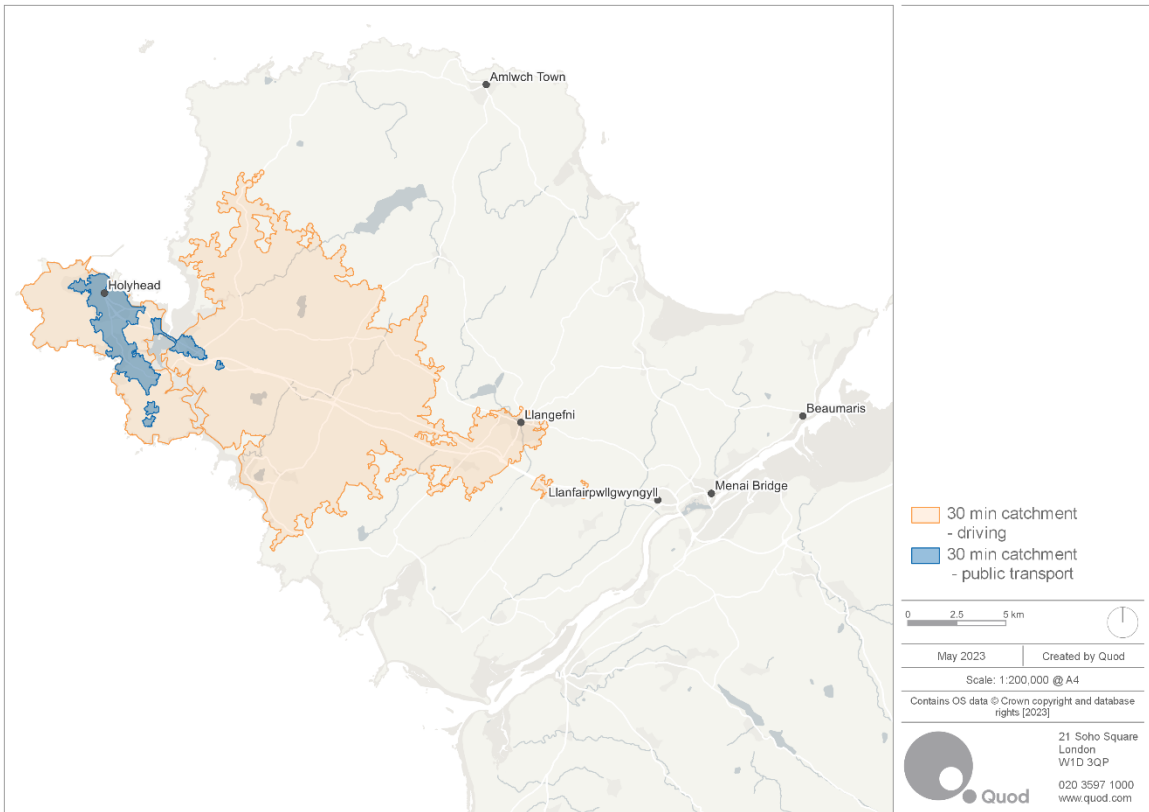 Amlwch Town
Holyhead
Llangefni
Beaumaris
Menai Bridge
Llanfairpwllgwyngyll
30 min catchment
- driving
30 min catchment
- public transport
0 2.5 5 km
May 2023
Created by Quod
Scale: 1:200,000 @ A4
Contains OS data © Crown copyright and database
rights [2023]
Quod
21 Soho Square
London
W1D 3QP
020 3597 1000
www.quod.com